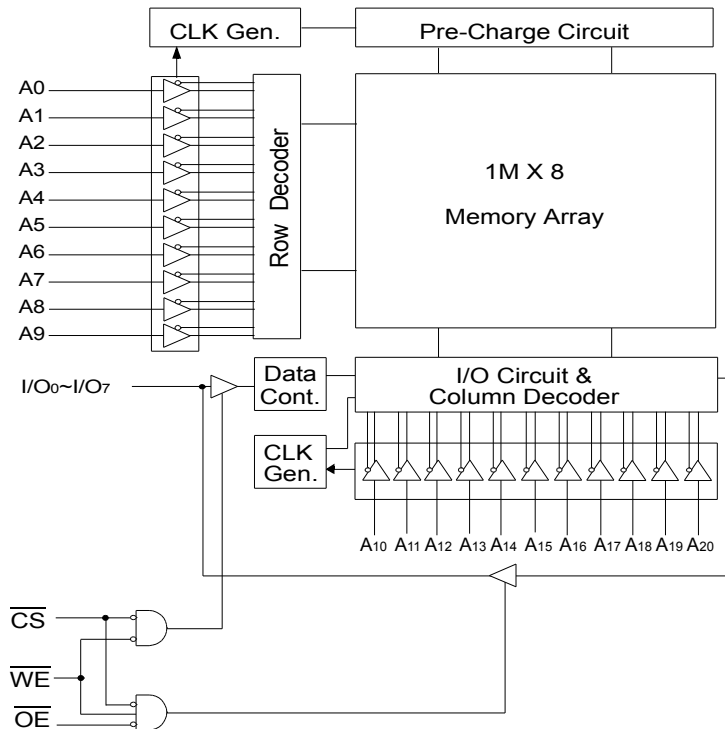 CLK Gen.
Pre-Charge Circuit
A0
A1
A2
A3
A4
A5
A6
A7
A8
A9
Row Decoder
1M X 8
Memory Array
I/O0~I/O7
Data
Cont.
I/O Circuit &
Column Decoder
CLK
Gen.
A10 A11 A12 A13 A14 A15 A16 A17 A18 A19 A20
CS
WE
OE